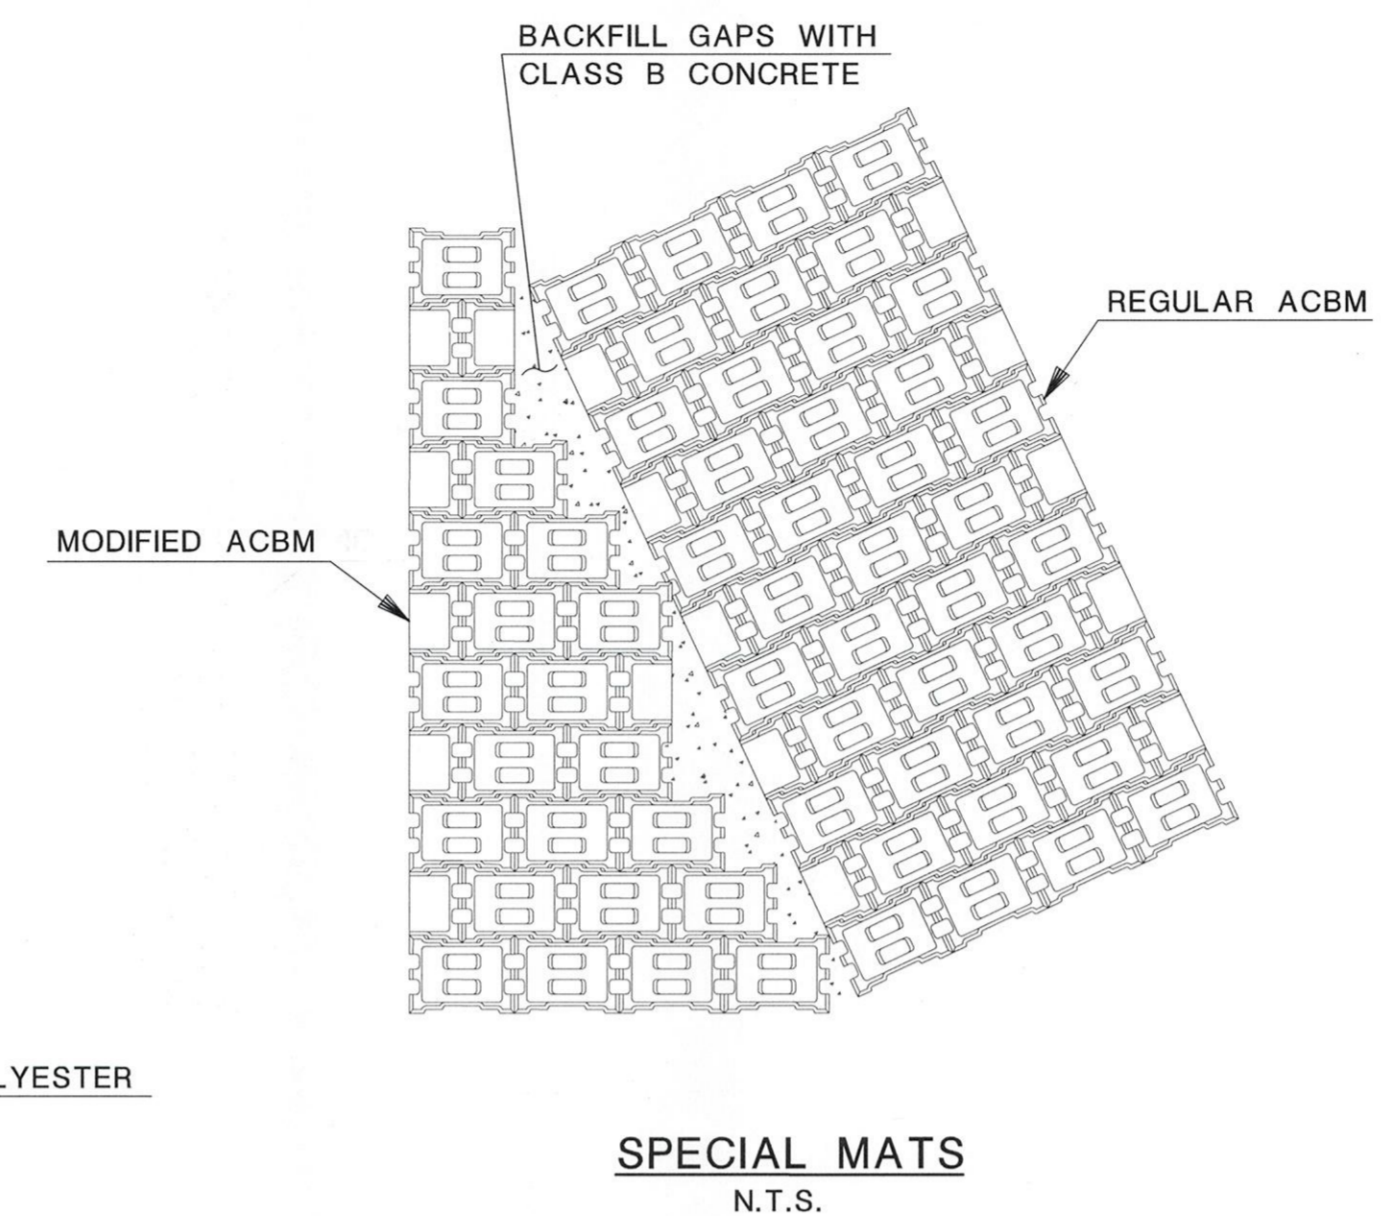 BACKFILL GAPS WITH
CLASS B CONCRETE
REGULAR ACBM
MODIFIED ACBM
LYESTER
SPECIAL MATS
N.T.S.